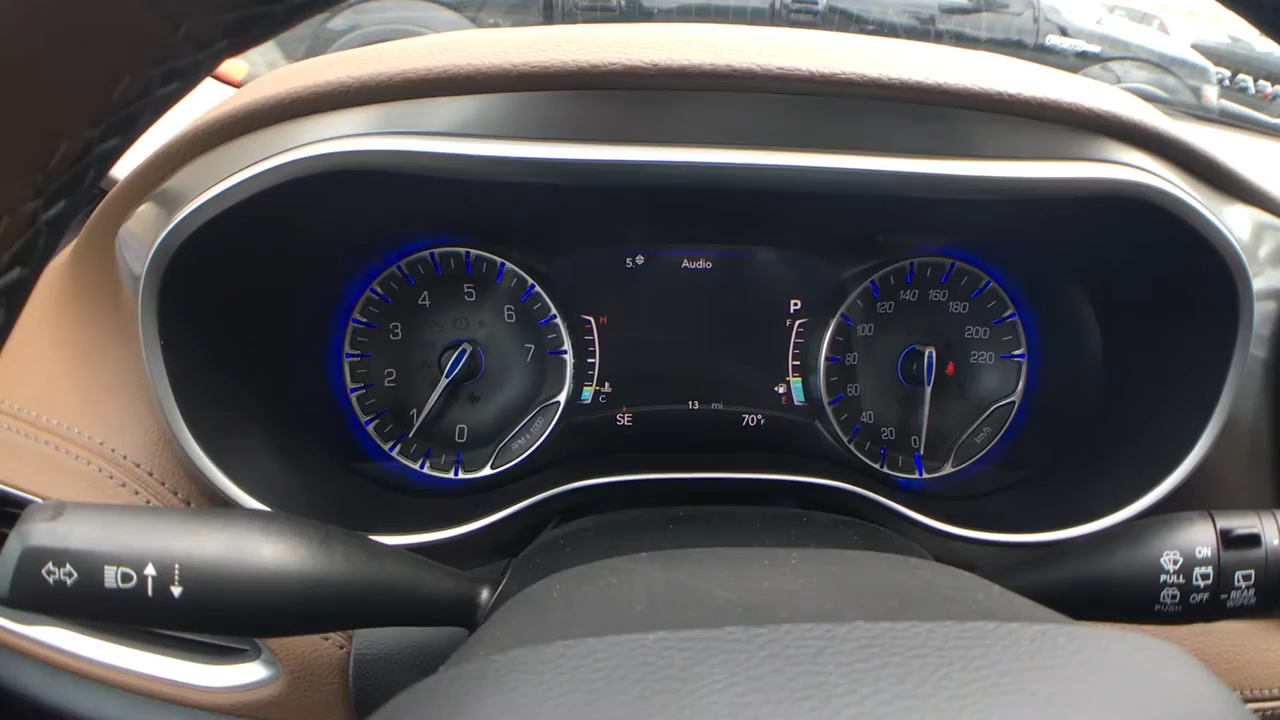 5. Audio
0 1 2 3 4 5 6 7
RPM x 1000
H
C
P
F
E
SE 13 mi 70°F
0 20 40 60 80 100 120 140 160 180 200 220
km/h
ON
PULL
OFF
PUSH
REAR
WIPER